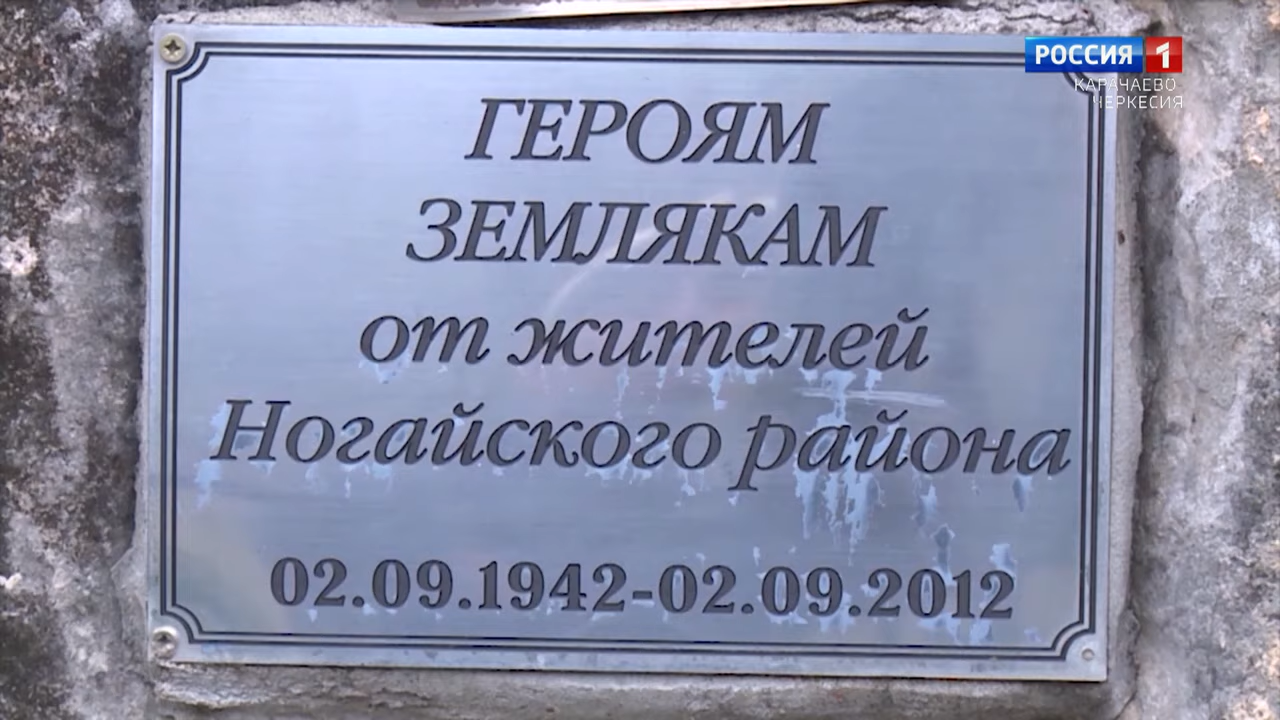 РОССИЯ 1
КАРАЧАЕВО
ЧЕРКЕСИЯ
ГЕРОЯМ
ЗЕМЛЯКАМ
от жителей
Ногайского района
02.09.1942-02.09.2012